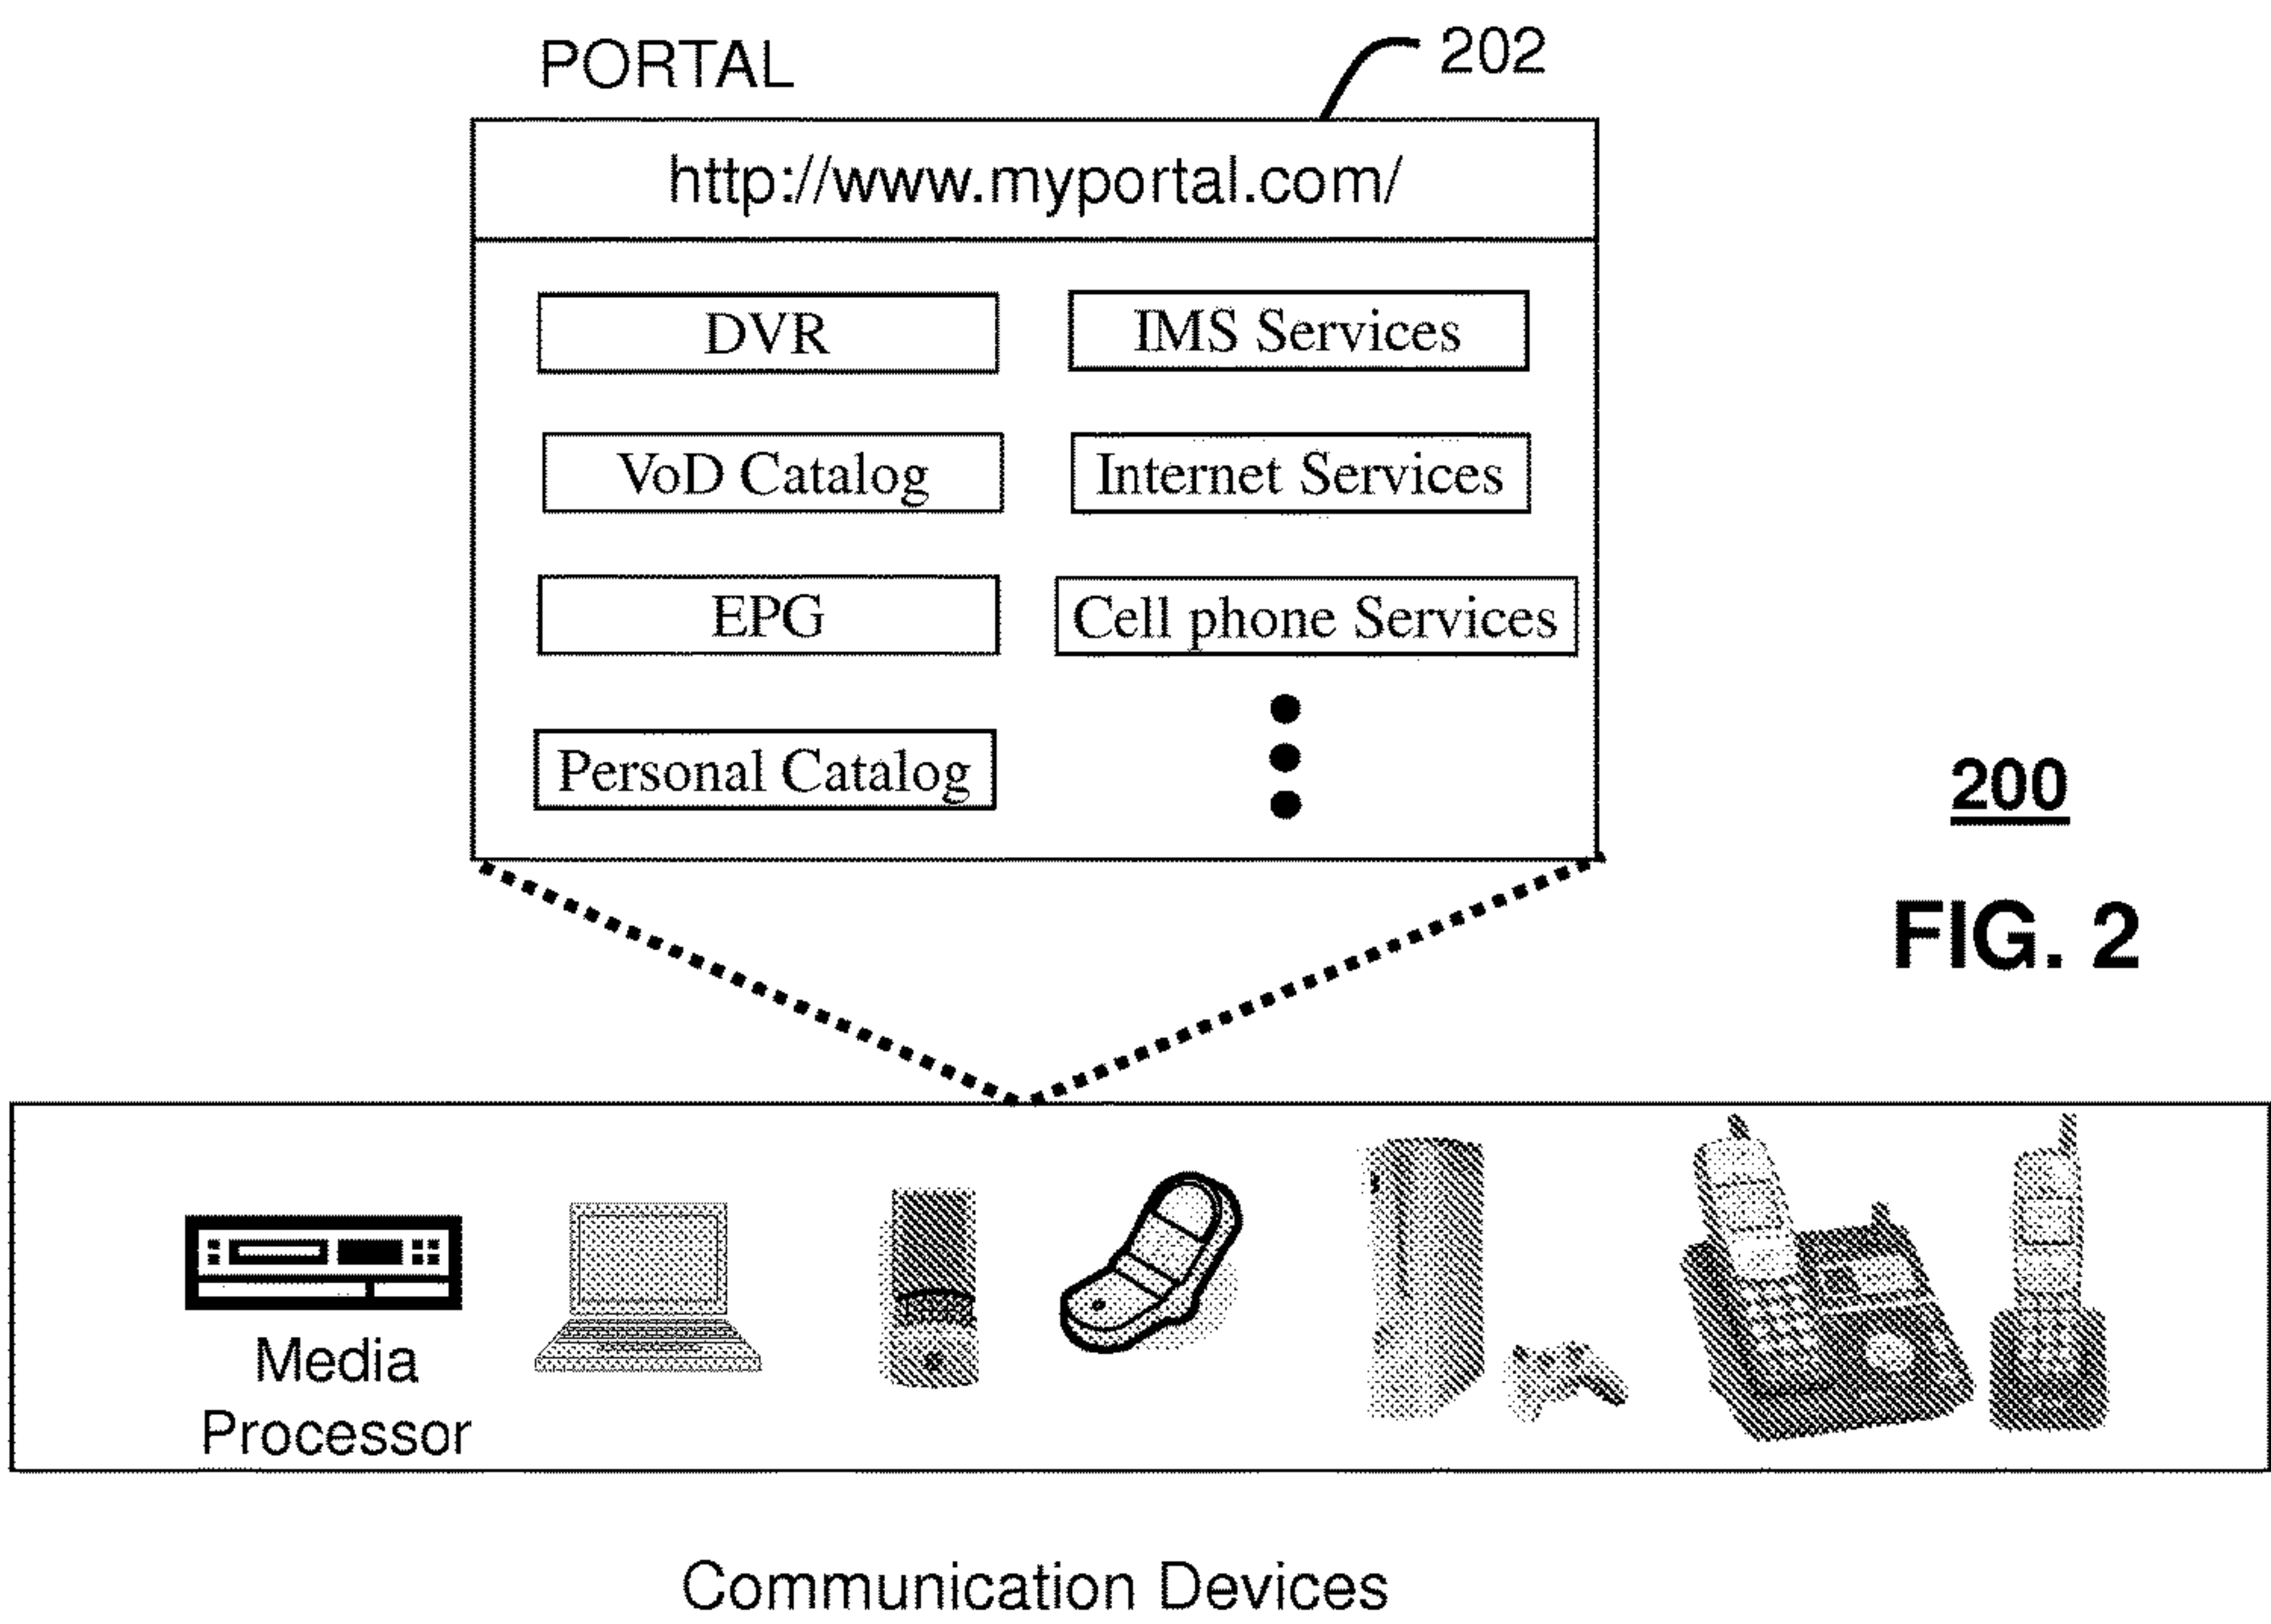 PORTAL
202
http://www.myportal.com/
DVR
IMS Services
VoD Catalog
Internet Services
EPG
Cell phone Services
Personal Catalog
200
FIG. 2
Media
Processor
Communication Devices